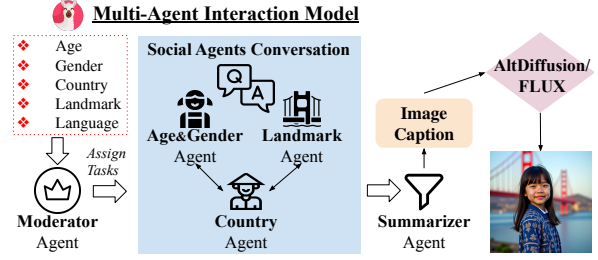 Multi-Agent Interaction Model
❖ Age
❖ Gender
❖ Country
❖ Landmark
❖ Language
Assign
Tasks
Moderator
Agent
Social Agents Conversation
Q
A
Age&Gender
Agent
Landmark
Agent
Country
Agent
Summarizer
Agent
Image
Caption
AltDiffusion/
FLUX